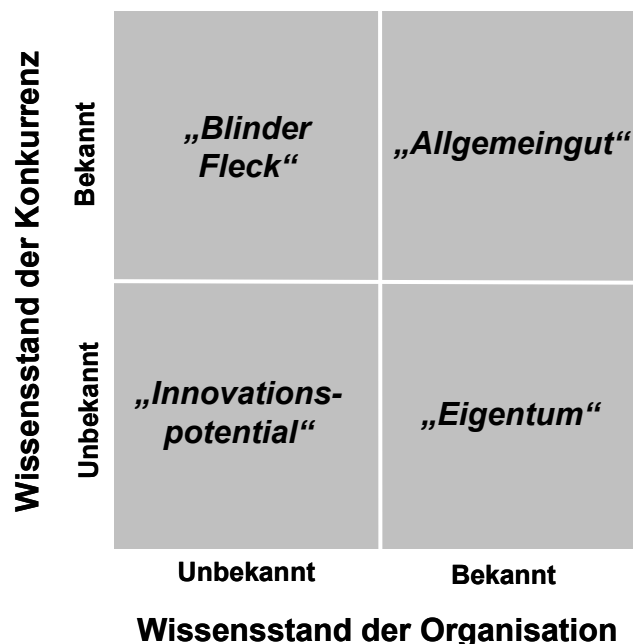 Wissensstand der Konkurrenz
Bekannt
„Blinder
Fleck“
„Allgemeingut“
Unbekannt
„Innovations-
potential“
„Eigentum“
Unbekannt
Bekannt
Wissensstand der Organisation